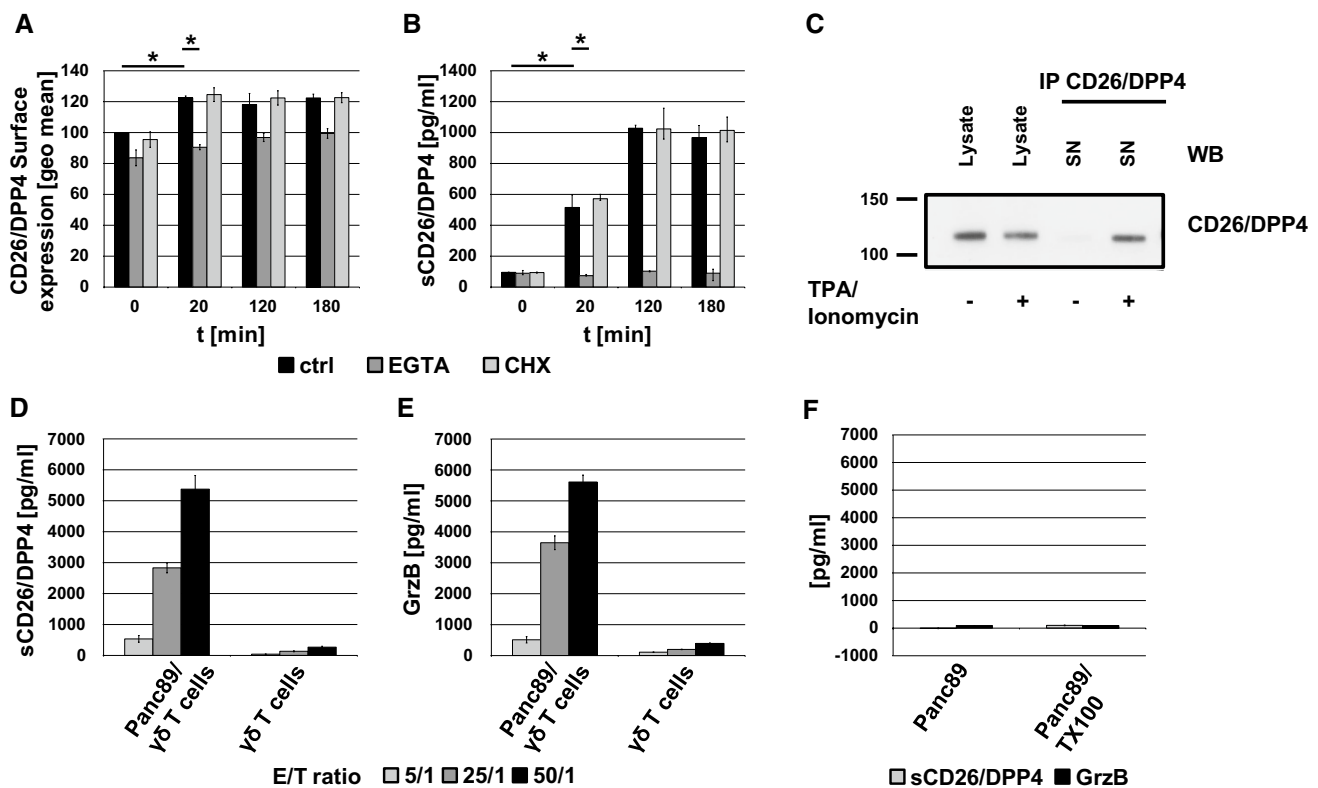 A
*
*
CD26/DPP4 Surface
expression [geo mean]
140
120
100
80
60
40
20
0
0 20 120 180
t [min]
B
*
*
sCD26/DPP4 [pg/ml]
1400
1200
1000
800
600
400
200
0
0 20 120 180
t [min]
ctrl EGTA CHX
C
IP CD26/DPP4
Lysate Lysate SN SN WB
150
100
CD26/DPP4
TPA/
Ionomycin
- + - +
D
sCD26/DPP4 [pg/ml]
7000
6000
5000
4000
3000
2000
1000
0
Panc89/
γδ T cells
γδ T cells
E
GrzB [pg/ml]
7000
6000
5000
4000
3000
2000
1000
0
Panc89/
γδ T cells
γδ T cells
E/T ratio 5/1 25/1 50/1
F
[pg/ml]
7000
6000
5000
4000
3000
2000
1000
0
-1000
Panc89
Panc89/
TX100
sCD26/DPP4 GrzB